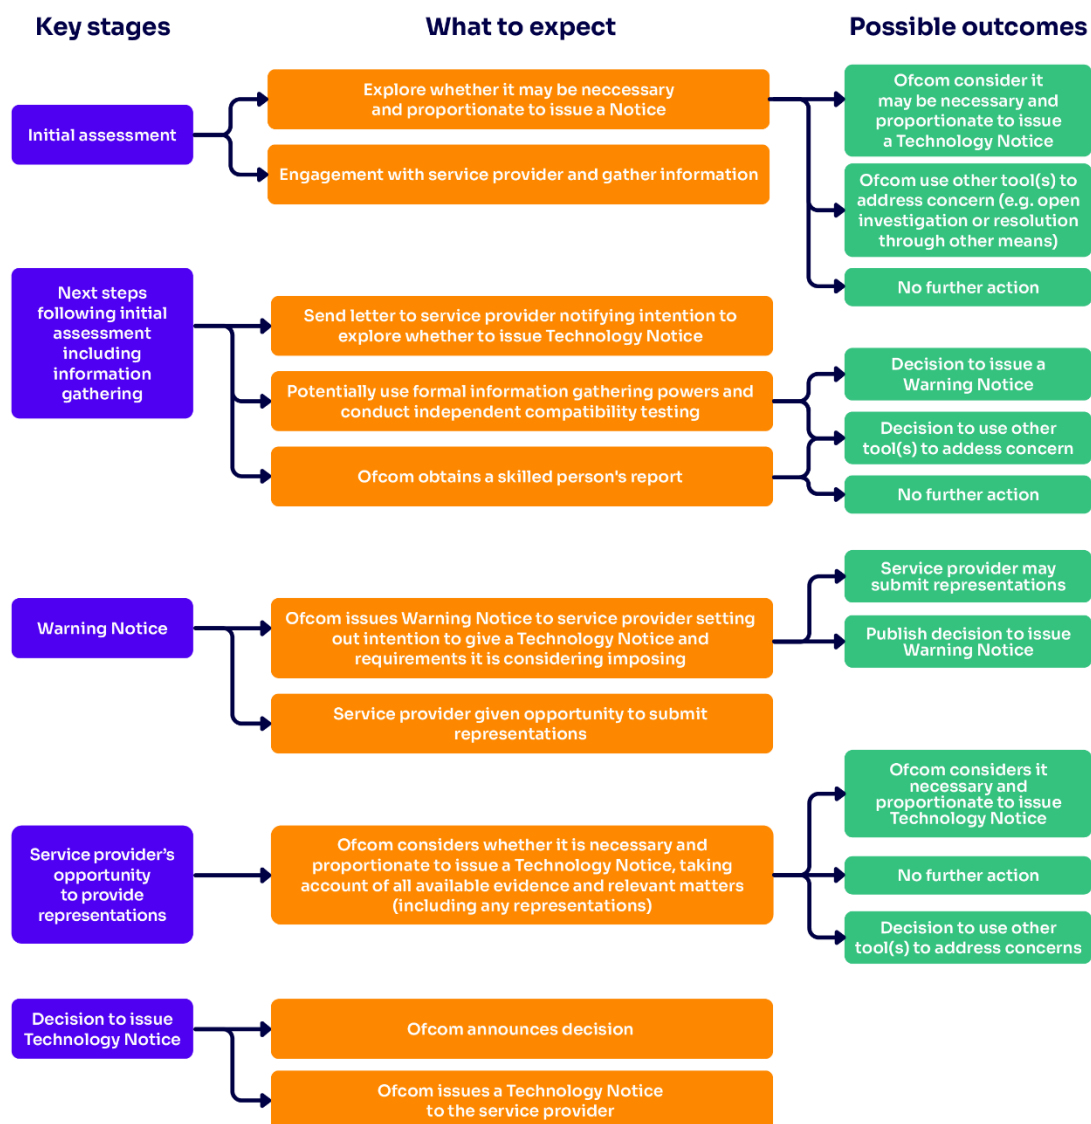 Key stages
What to expect
Possible outcomes
Initial assessment
Explore whether it may be neccessary
and proportionate to issue a Notice
Engagement with service provider and gather information
Ofcom consider it
may be necessary and
proportionate to issue
a Technology Notice
Ofcom use other tool(s) to
address concern (e.g. open
investigation or resolution
through other means)
No further action
Next steps
following initial
assessment
including
information
gathering
Send letter to service provider notifying intention to
explore whether to issue Technology Notice
Potentially use formal information gathering powers and
conduct independent compatibility testing
Ofcom obtains a skilled person's report
Decision to issue a
Warning Notice
Decision to use other
tool(s) to addess concern
No further action
Warning Notice
Ofcom issues Warning Notice to service provider setting
out intention to give a Technology Notice and
requirements it is considering imposing
Service provider given opportunity to submit
representations
Service provider may
submit representations
Publish decision to issue
Warning Notice
Service provider’s
opportunity
to provide
representations
Ofcom considers whether it is necessary and
proportionate to issue a Technology Notice, taking
account of all available evidence and relevant matters
(including any representations)
Ofcom considers it
necessary and
proportionate to issue
Technology Notice
No further action
Decision to use other
tool(s) to address concerns
Decision to issue
Technology Notice
Ofcom announces decision
Ofcom issues a Technology Notice
to the service provider